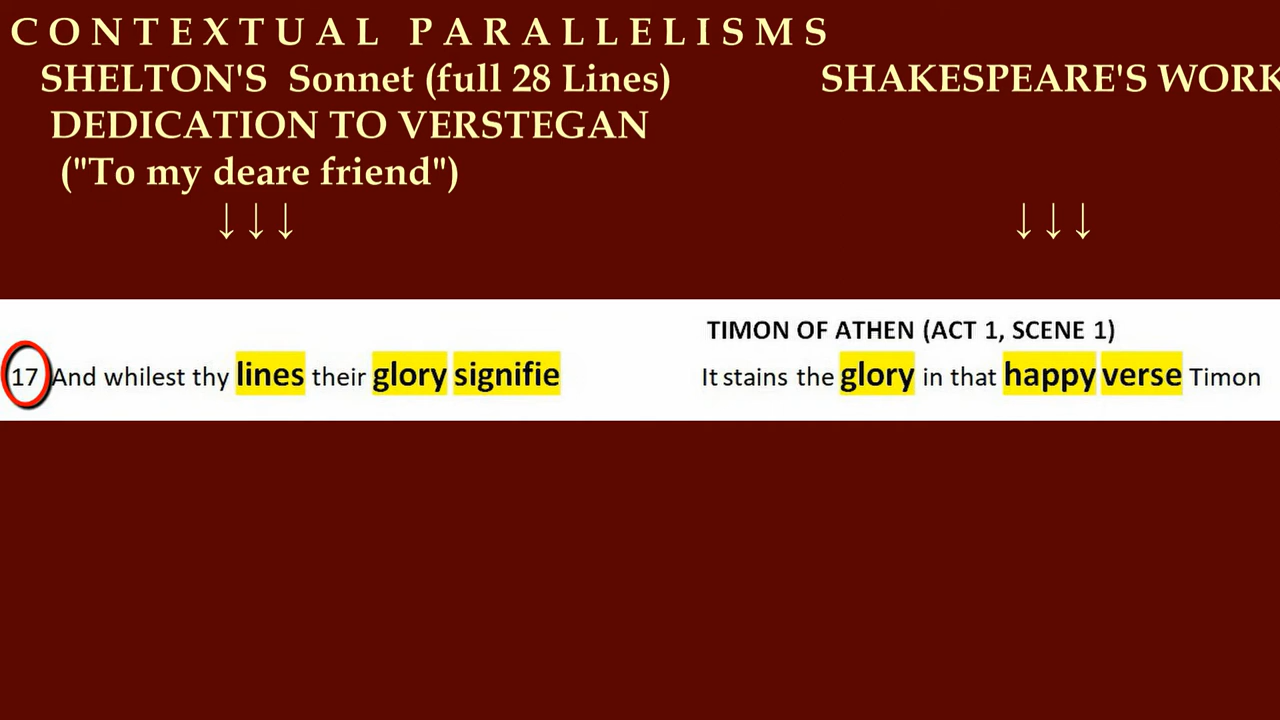 CONTEXTUAL PARALLELISMS
SHELTON'S Sonnet (full 28 Lines)
SHAKESPEARE'S WORK
DEDICATION TO VERSTEGAN
("To my deare friend")
↓↓↓
↓↓↓
TIMON OF ATHEN (ACT 1, SCENE 1)
17 And whilest thy lines their glory signifie
It stains the glory in that happy verse Timon